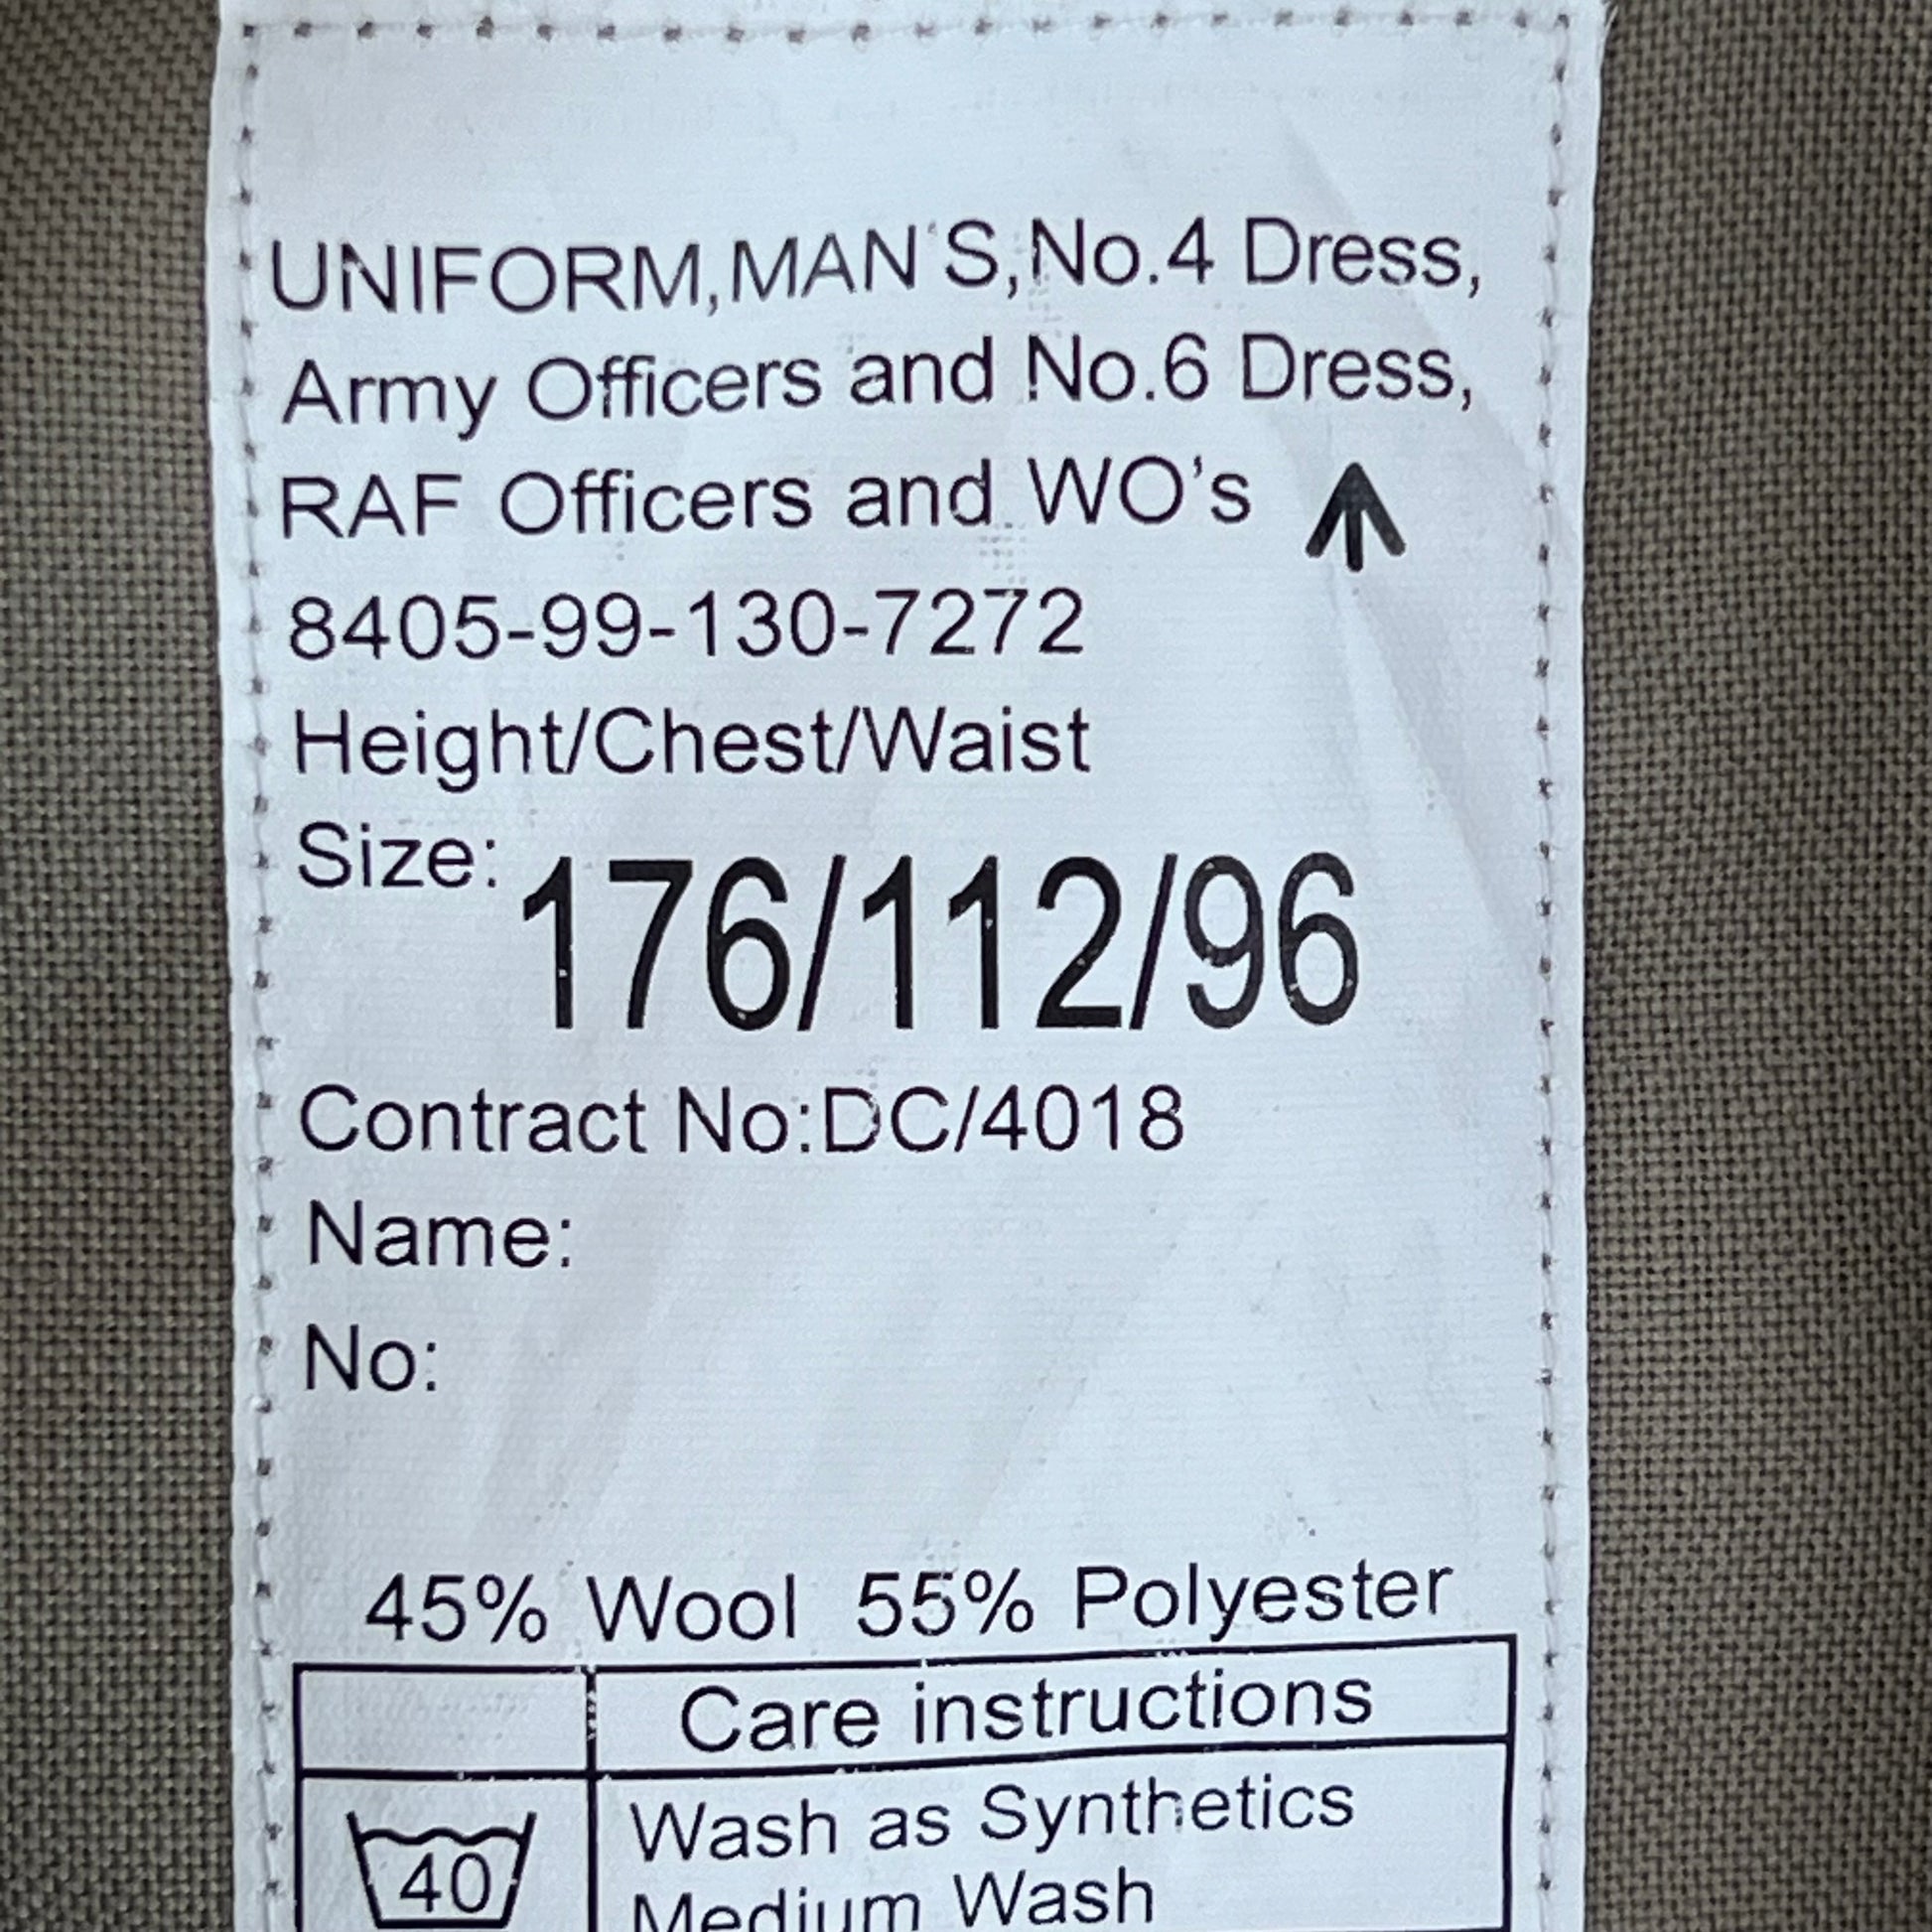 UNIFORM,MAN'S,No.4 Dress,
Army Officers and No.6 Dress,
RAF Officers and WO's
8405-99-130-7272
Height/Chest/Waist
Size: 176/112/96
Contract No:DC/4018
Name:
No:
45% Wool 55% Polyester
Care instructions
40
Wash as Synthetics
Medium Wash